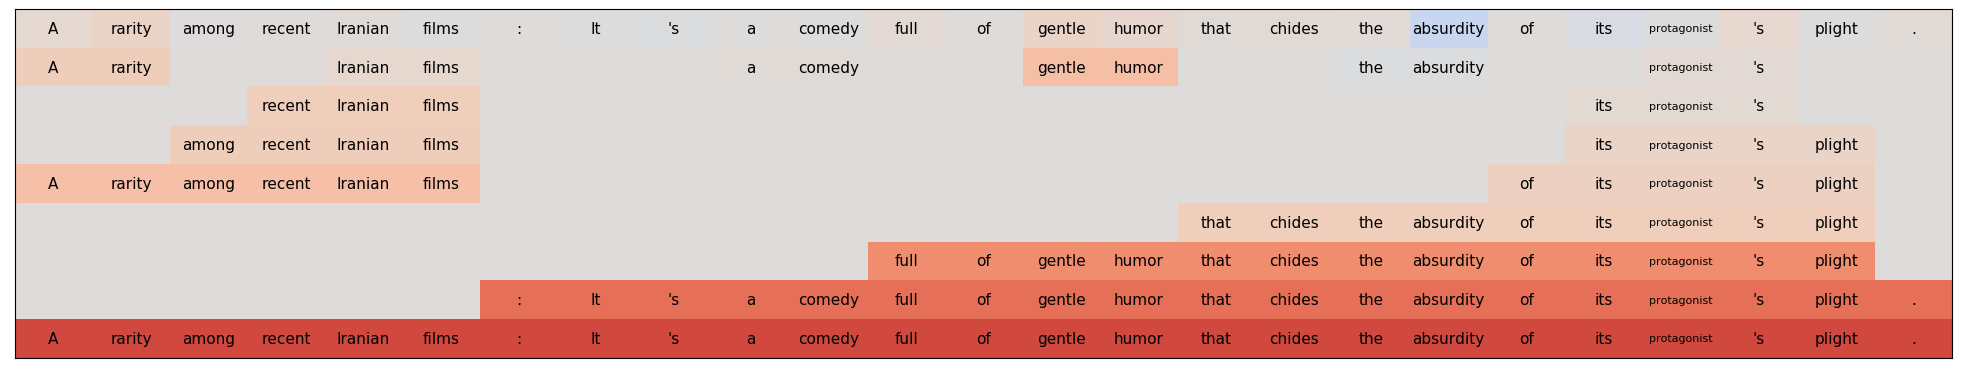 A rarity among recent Iranian films : It 's a comedy full of gentle humor that chides the absurdity of its protagonist 's plight .
A rarity Iranian films a comedy gentle humor the absurdity protagonist 's
recent Iranian films its protagonist 's
among recent Iranian films its protagonist 's plight
A rarity among recent Iranian films of its protagonist 's plight
that chides the absurdity of its protagonist 's plight
full of gentle humor that chides the absurdity of its protagonist 's plight
: It 's a comedy full of gentle humor that chides the absurdity of its protagonist 's plight .
A rarity among recent Iranian films : It 's a comedy full of gentle humor that chides the absurdity of its protagonist 's plight .